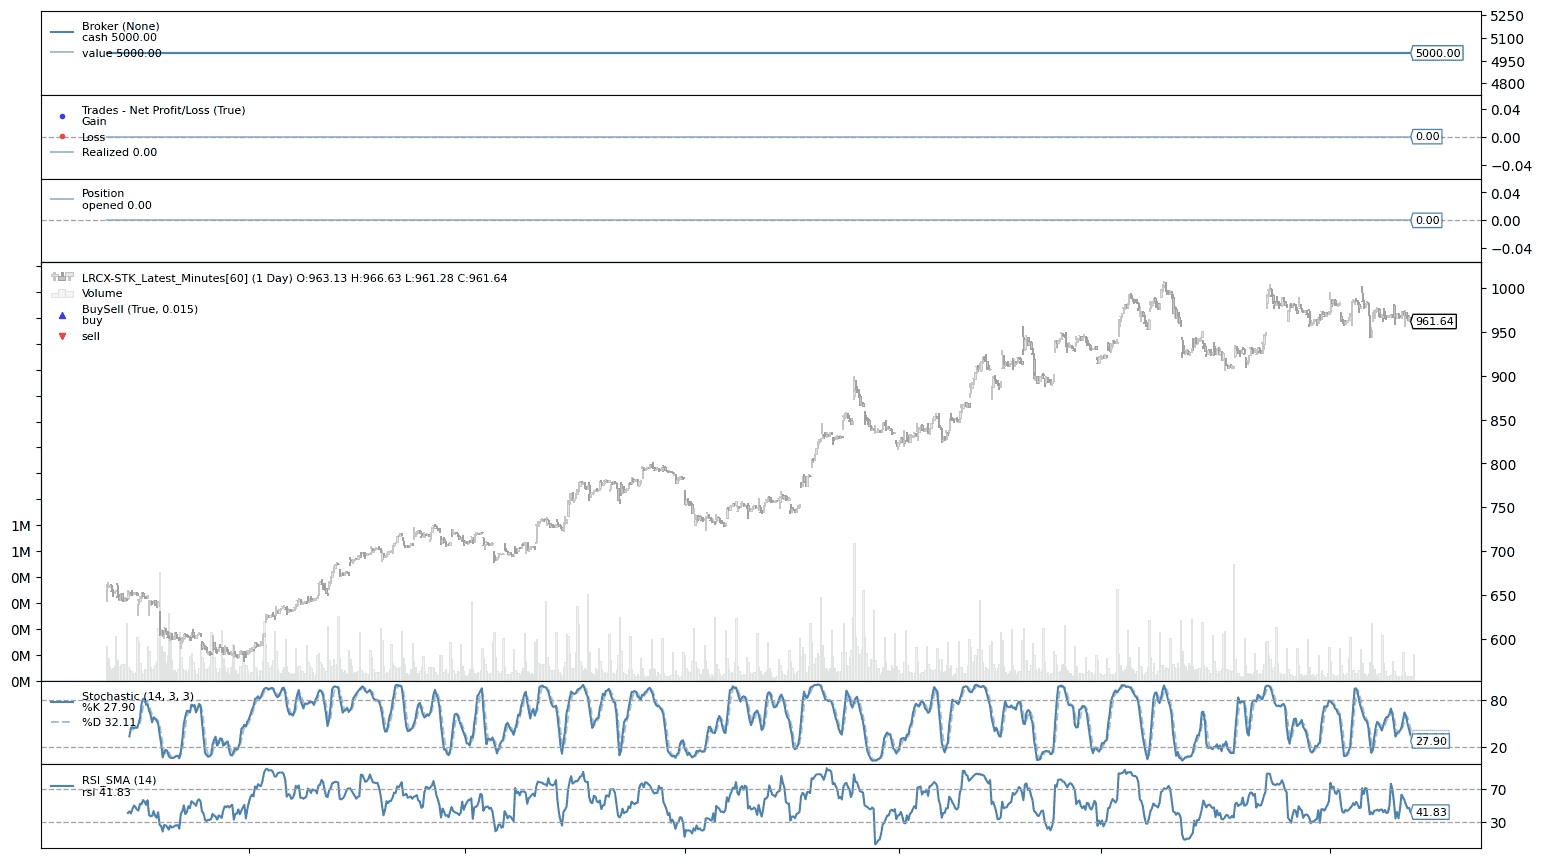 Broker (None)
cash 5000.00
value 5000.00
5250
5100
4950
4800
5000.00
Trades - Net Profit/Loss (True)
Gain
Loss
Realized 0.00
0.04
0.00
−0.04
0.00
Position
opened 0.00
0.04
0.00
−0.04
0.00
LRCX-STK_Latest_Minutes[60] (1 Day) O:963.13 H:966.63 L:961.28 C:961.64
Volume
BuySell (True, 0.015)
buy
sell
1000
950
900
850
800
750
700
650
600
961.64
1M
1M
0M
0M
0M
0M
0M
Stochastic (14, 3, 3)
%K 27.90
%D 32.11
80
20
27.90
RSI_SMA (14)
rsi 41.83
70
30
41.83